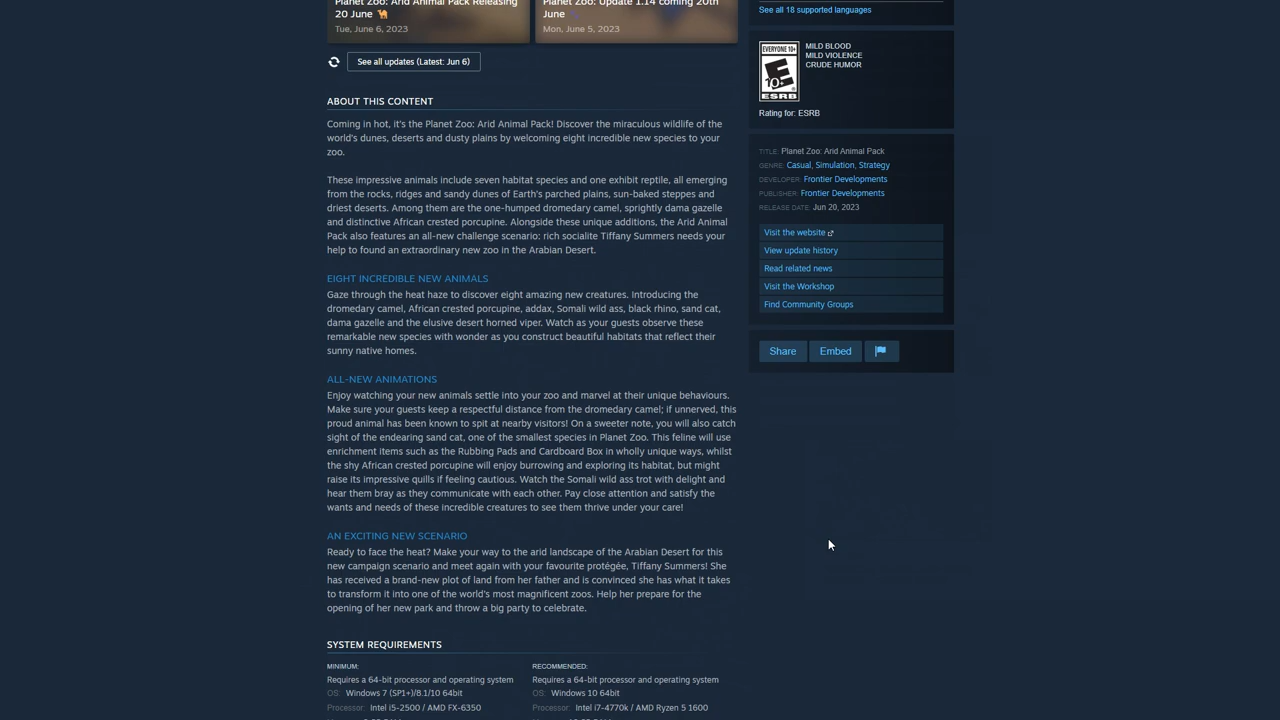 Planet Zoo: Arid Animal Pack Releasing
20 June 🐪
Tue, June 6, 2023
Planet Zoo: Update 1.14 coming 20th
June
Mon, June 5, 2023
See all updates (Latest: Jun 6)
ABOUT THIS CONTENT
Coming in hot, it's the Planet Zoo: Arid Animal Pack! Discover the miraculous wildlife of the
world's dunes, deserts and dusty plains by welcoming eight incredible new species to your
zoo.
These impressive animals include seven habitat species and one exhibit reptile, all emerging
from the rocks, ridges and sandy dunes of Earth's parched plains, sun-baked steppes and
driest deserts. Among them are the one-humped dromedary camel, sprightly dama gazelle
and distinctive African crested porcupine. Alongside these unique additions, the Arid Animal
Pack also features an all-new challenge scenario: rich socialite Tiffany Summers needs your
help to found an extraordinary new zoo in the Arabian Desert.
EIGHT INCREDIBLE NEW ANIMALS
Gaze through the heat haze to discover eight amazing new creatures. Introducing the
dromedary camel, African crested porcupine, addax, Somali wild ass, black rhino, sand cat,
dama gazelle and the elusive desert horned viper. Watch as your guests observe these
remarkable new species with wonder as you construct beautiful habitats that reflect their
sunny native homes.
ALL-NEW ANIMATIONS
Enjoy watching your new animals settle into your zoo and marvel at their unique behaviours.
Make sure your guests keep a respectful distance from the dromedary camel; if unnerved, this
proud animal has been known to spit at nearby visitors! On a sweeter note, you will also catch
sight of the endearing sand cat, one of the smallest species in Planet Zoo. This feline will use
enrichment items such as the Rubbing Pads and Cardboard Box in wholly unique ways, whilst
the shy African crested porcupine will enjoy burrowing and exploring its habitat, but might
raise its impressive quills if feeling cautious. Watch the Somali wild ass trot with delight and
hear them bray as they communicate with each other. Pay close attention and satisfy the
wants and needs of these incredible creatures to see them thrive under your care!
AN EXCITING NEW SCENARIO
Ready to face the heat? Make your way to the arid landscape of the Arabian Desert for this
new campaign scenario and meet again with your favourite protégée, Tiffany Summers! She
has received a brand-new plot of land from her father and is convinced she has what it takes
to transform it into one of the world's most magnificent zoos. Help her prepare for the
opening of her new park and throw a big party to celebrate.
SYSTEM REQUIREMENTS
MINIMUM:
Requires a 64-bit processor and operating system
OS: Windows 7 (SP1+)/8.1/10 64bit
Processor: Intel i5-2500 / AMD FX-6350
RECOMMENDED:
Requires a 64-bit processor and operating system
OS: Windows 10 64bit
Processor: Intel i7-4770k / AMD Ryzen 5 1600
See all 18 supported languages
EVERYONE 10+
E
10+
ESRB
MILD BLOOD
MILD VIOLENCE
CRUDE HUMOR
Rating for: ESRB
TITLE: Planet Zoo: Arid Animal Pack
GENRE: Casual, Simulation, Strategy
DEVELOPER: Frontier Developments
PUBLISHER: Frontier Developments
RELEASE DATE: Jun 20, 2023
Visit the website
View update history
Read related news
Visit the Workshop
Find Community Groups
Share
Embed